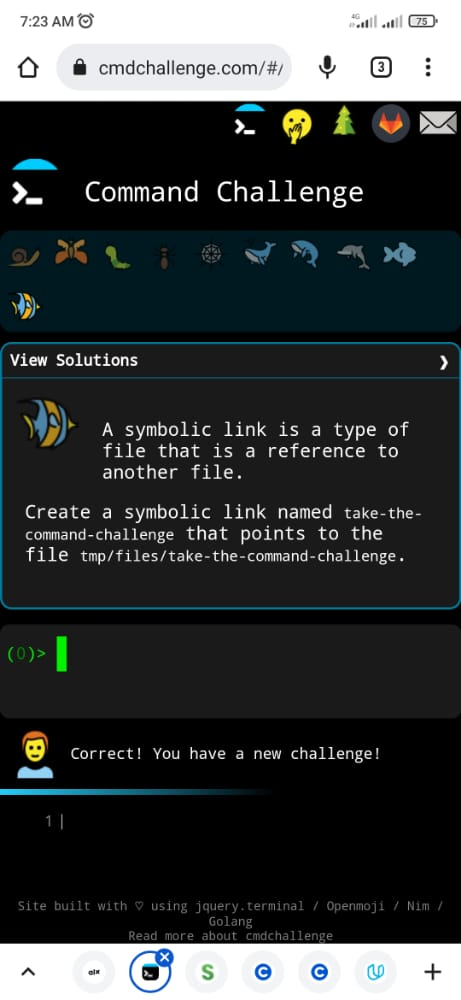 7:23 AM
4G
75
cmdchallenge.com/#/
3
Command Challenge
View Solutions
A symbolic link is a type of
file that is a reference to
another file.
Create a symbolic link named take-the-
command-challenge that points to the
file tmp/files/take-the-command-challenge.
(0)>
Correct! You have a new challenge!
1|
Site built with ♡ using jquery.terminal / Openmoji / Nim /
Golang
Read more about cmdchallenge
alx
S
C
C
U